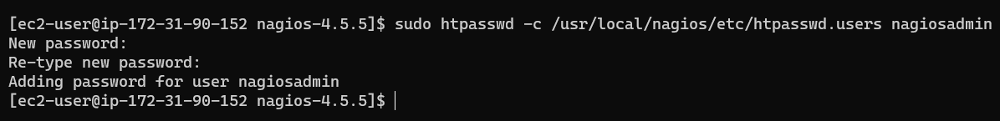 [ec2-user@ip-172-31-90-152 nagios-4.5.5]$ sudo htpasswd -c /usr/local/nagios/etc/htpasswd.users nagiosadmin
New password:
Re-type new password:
Adding password for user nagiosadmin
[ec2-user@ip-172-31-90-152 nagios-4.5.5]$